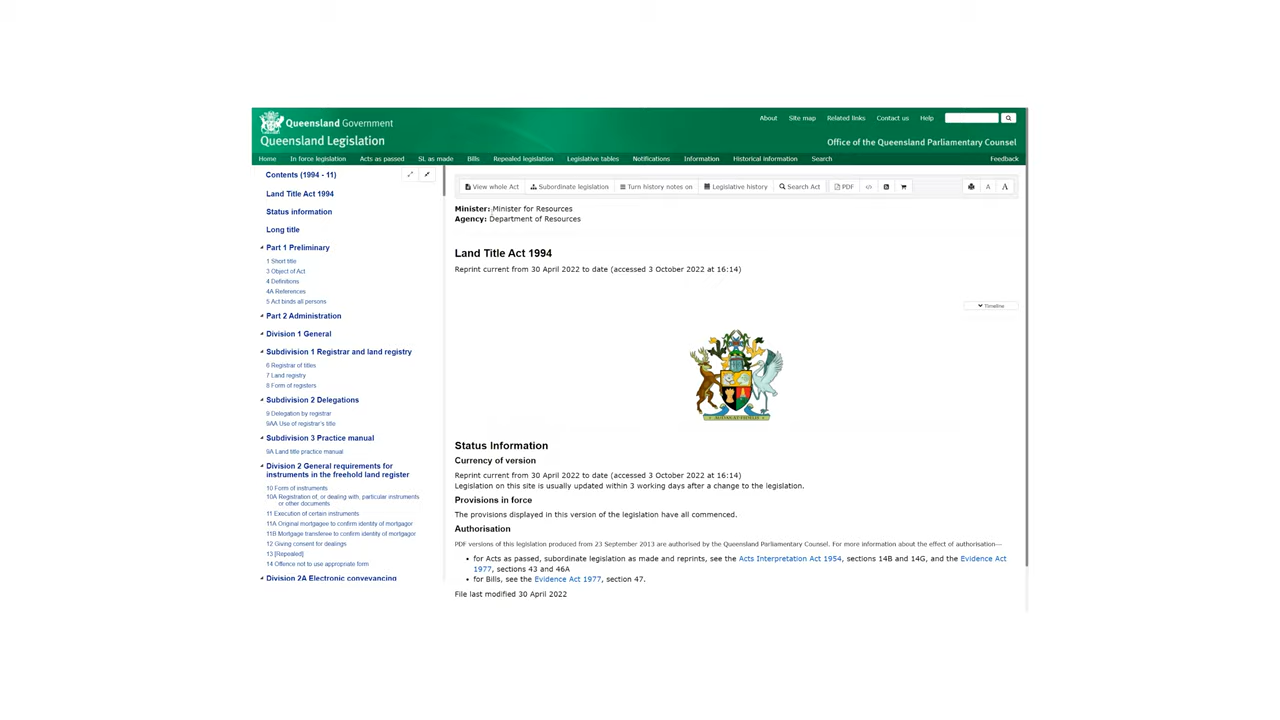 Queensland Government
Queensland Legislation
About Site map Related links Contact us Help
Office of the Queensland Parliamentary Counsel
Home In force legislation Acts as passed SL as made Bills Repealed legislation Legislative tables Notifications Information Historical information Search Feedback
Contents (1994 - 11)
Land Title Act 1994
Status information
Long title
Part 1 Preliminary
1 Short title
3 Object of Act
4 Definitions
4A References
5 Act binds all persons
Part 2 Administration
Division 1 General
Subdivision 1 Registrar and land registry
6 Registrar of titles
7 Land registry
8 Form of registers
Subdivision 2 Delegations
9 Delegation by registrar
9AA Use of registrar's title
Subdivision 3 Practice manual
9A Land title practice manual
Division 2 General requirements for
instruments in the freehold land register
10 Form of instruments
10A Registration of, or dealing with, particular instruments
or other documents
11 Execution of certain instruments
11A Original mortgagee to confirm identity of mortgagor
11B Mortgage transferee to confirm identity of mortgagor
12 Giving consent for dealings
13 [Repealed]
14 Offence not to use appropriate form
Division 2A Electronic conveyancing
View whole Act Subordinate legislation Turn history notes on Legislative history Search Act PDF A A
Minister: Minister for Resources
Agency: Department of Resources
Land Title Act 1994
Reprint current from 30 April 2022 to date (accessed 3 October 2022 at 16:14)
Timeline
Status Information
Currency of version
Reprint current from 30 April 2022 to date (accessed 3 October 2022 at 16:14)
Legislation on this site is usually updated within 3 working days after a change to the legislation.
Provisions in force
The provisions displayed in this version of the legislation have all commenced.
Authorisation
PDF versions of this legislation produced from 23 September 2013 are authorised by the Queensland Parliamentary Counsel. For more information about the effect of authorisation—
• for Acts as passed, subordinate legislation as made and reprints, see the Acts Interpretation Act 1954, sections 14B and 14G, and the Evidence Act
1977, sections 43 and 46A
• for Bills, see the Evidence Act 1977, section 47.
File last modified 30 April 2022